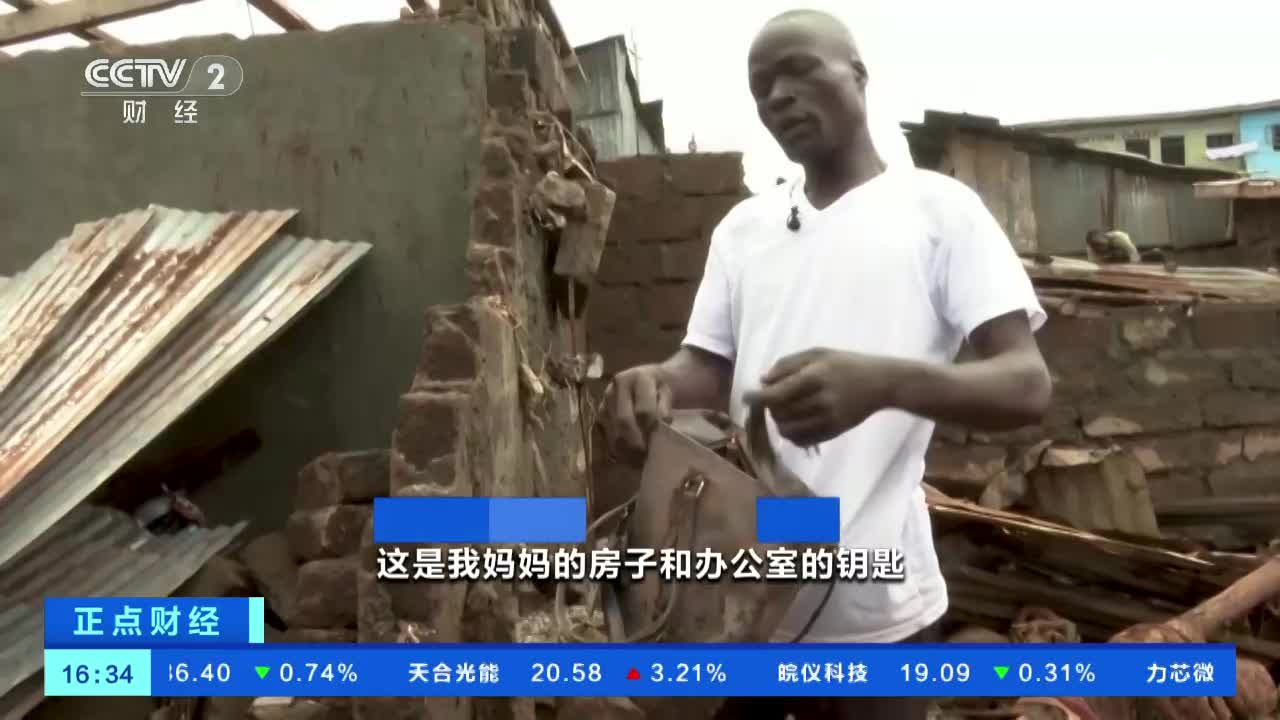 CCTV 2
财经
这是我妈妈的房子和办公室的钥匙
正点财经
16:34 36.40 ▼ 0.74% 天合光能 20.58 ▲ 3.21% 皖仪科技 19.09 ▼ 0.31% 力芯微